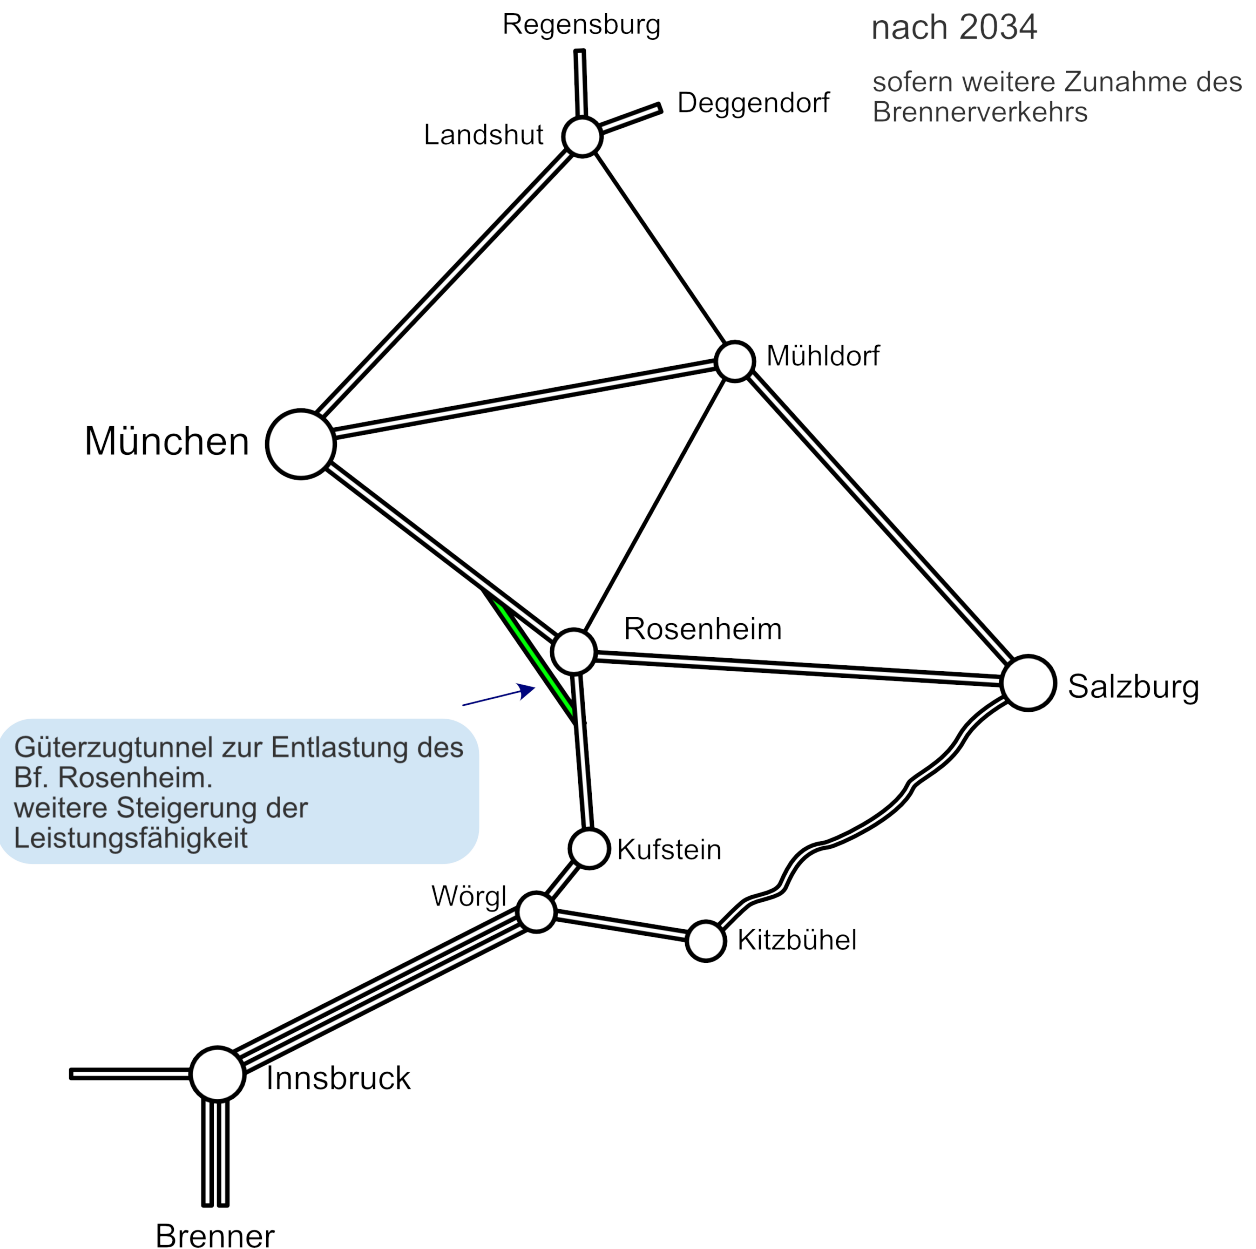 Regensburg
nach 2034
sofern weitere Zunahme des
Brennerverkehrs
Deggendorf
Landshut
Mühldorf
München
Rosenheim
Salzburg
Güterzugtunnel zur Entlastung des
Bf. Rosenheim.
weitere Steigerung der
Leistungsfähigkeit
Kufstein
Wörgl
Kitzbühel
Innsbruck
Brenner